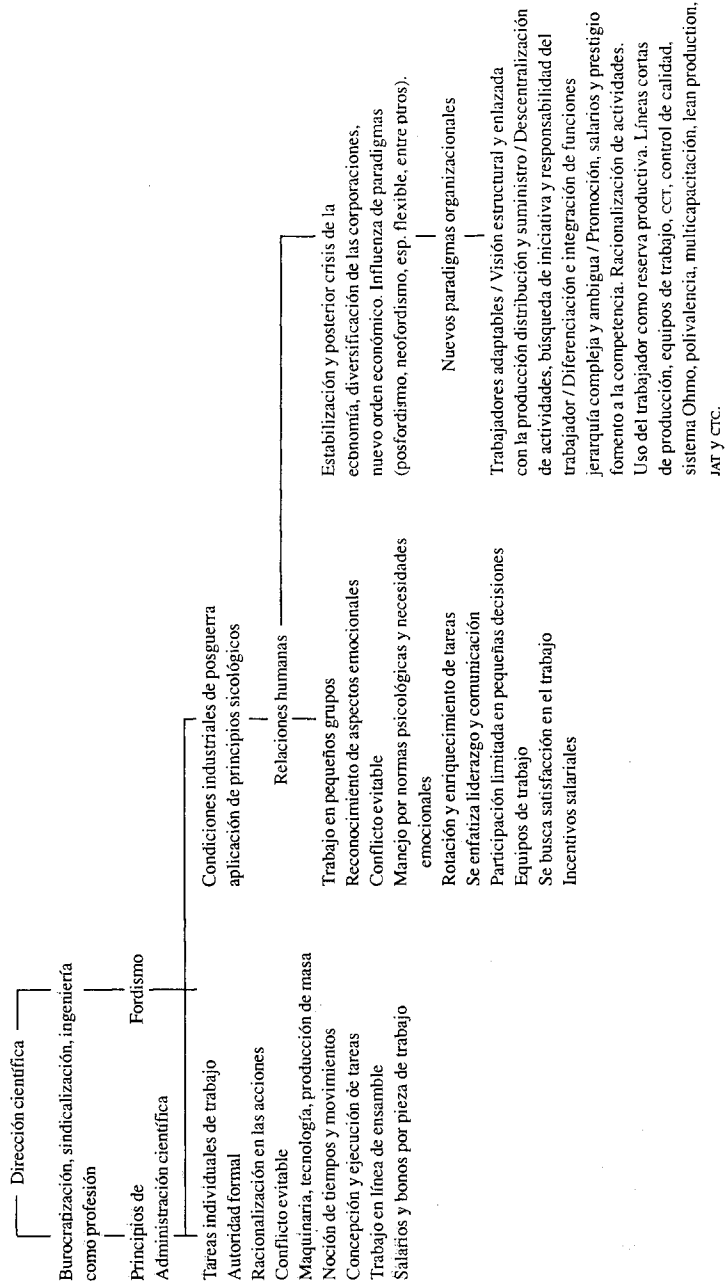 Dirección científica
Burocratización, sindicalización, ingeniería
como profesión
Principios de
Administración científica
Fordismo
Tareas individuales de trabajo
Autoridad formal
Racionalización en las acciones
Conflicto evitable
Maquinaria, tecnología, producción de masa
Noción de tiempos y movimientos
Concepción y ejecución de tareas
Trabajo en línea de ensamble
Salarios y bonos por pieza de trabajo
Condiciones industriales de posguerra
aplicación de principios sicológicos
Relaciones humanas
Trabajo en pequeños grupos
Reconocimiento de aspectos emocionales
Conflicto evitable
Manejo por normas psicológicas y necesidades
emocionales
Rotación y enriquecimiento de tareas
Se enfatiza liderazgo y comunicación
Participación limitada en pequeñas decisiones
Equipos de trabajo
Se busca satisfacción en el trabajo
Incentivos salariales
Estabilización y posterior crisis de la
economía, diversificación de las corporaciones,
nuevo orden económico. Influenza de paradigmas
(posfordismo, neofordismo, esp. flexible, entre otros).
Nuevos paradigmas organizacionales
Trabajadores adaptables / Visión estructural y enlazada
con la producción distribución y suministro / Descentralización
de actividades, búsqueda de iniciativa y responsabilidad del
trabajador / Diferenciación e integración de funciones
jerarquía compleja y ambigua / Promoción, salarios y prestigio
fomento a la competencia. Racionalización de actividades.
Uso del trabajador como reserva productiva. Líneas cortas
de producción, equipos de trabajo, CCT, control de calidad,
sistema Ohmo, polivalencia, multicapacitación, lean production,
JAT y CTC.